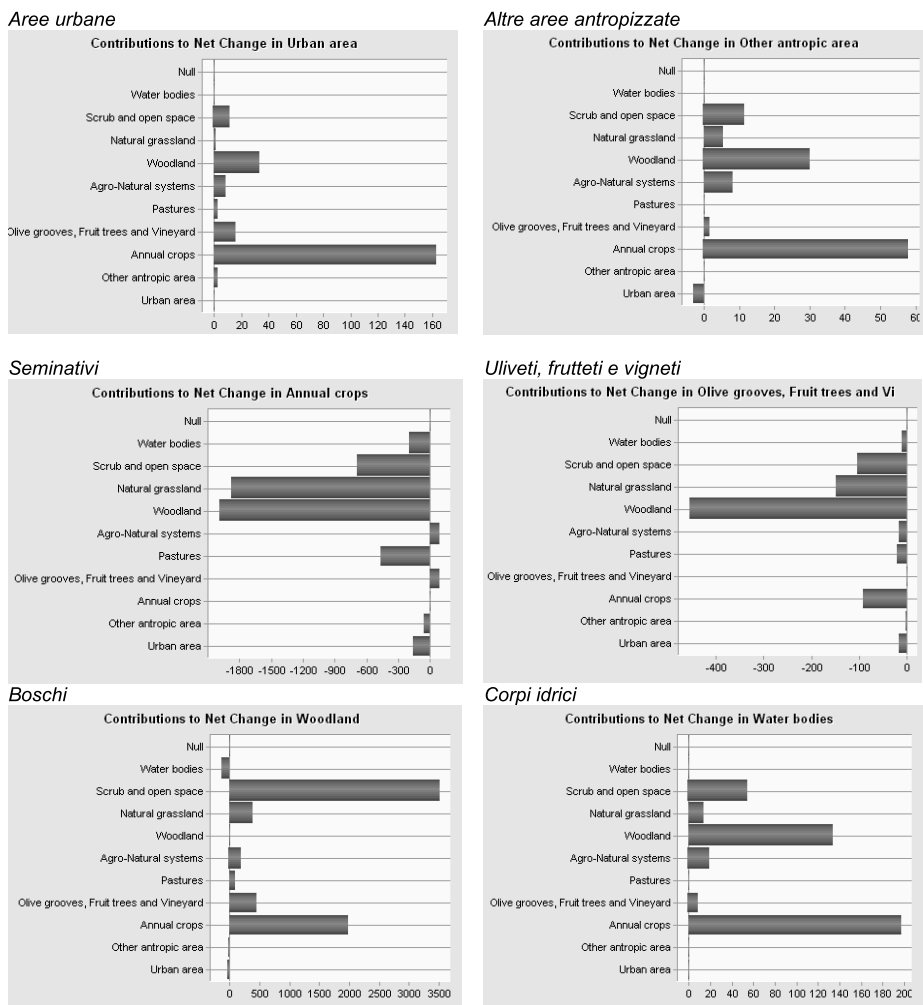 Aree urbane
Contributions to Net Change in Urban area
Null
Water bodies
Scrub and open space
Natural grassland
Woodland
Agro-Natural systems
Pastures
Olive grooves, Fruit trees and Vineyard
Annual crops
Other antropic area
Urban area
0 20 40 60 80 100 120 140 160
Altre aree antropizzate
Contributions to Net Change in Other antropic area
Null
Water bodies
Scrub and open space
Natural grassland
Woodland
Agro-Natural systems
Pastures
Olive grooves, Fruit trees and Vineyard
Annual crops
Other antropic area
Urban area
0 10 20 30 40 50 60
Seminativi
Contributions to Net Change in Annual crops
Null
Water bodies
Scrub and open space
Natural grassland
Woodland
Agro-Natural systems
Pastures
Olive grooves, Fruit trees and Vineyard
Annual crops
Other antropic area
Urban area
-1800 -1500 -1200 -900 -600 -300 0
Uliveti, frutteti e vigneti
Contributions to Net Change in Olive grooves, Fruit trees and Vi
Null
Water bodies
Scrub and open space
Natural grassland
Woodland
Agro-Natural systems
Pastures
Olive grooves, Fruit trees and Vineyard
Annual crops
Other antropic area
Urban area
-400 -300 -200 -100 0
Boschi
Contributions to Net Change in Woodland
Null
Water bodies
Scrub and open space
Natural grassland
Woodland
Agro-Natural systems
Pastures
Olive grooves, Fruit trees and Vineyard
Annual crops
Other antropic area
Urban area
0 500 1000 1500 2000 2500 3000 3500
Corpi idrici
Contributions to Net Change in Water bodies
Null
Water bodies
Scrub and open space
Natural grassland
Woodland
Agro-Natural systems
Pastures
Olive grooves, Fruit trees and Vineyard
Annual crops
Other antropic area
Urban area
0 20 40 60 80 100 120 140 160 180 200